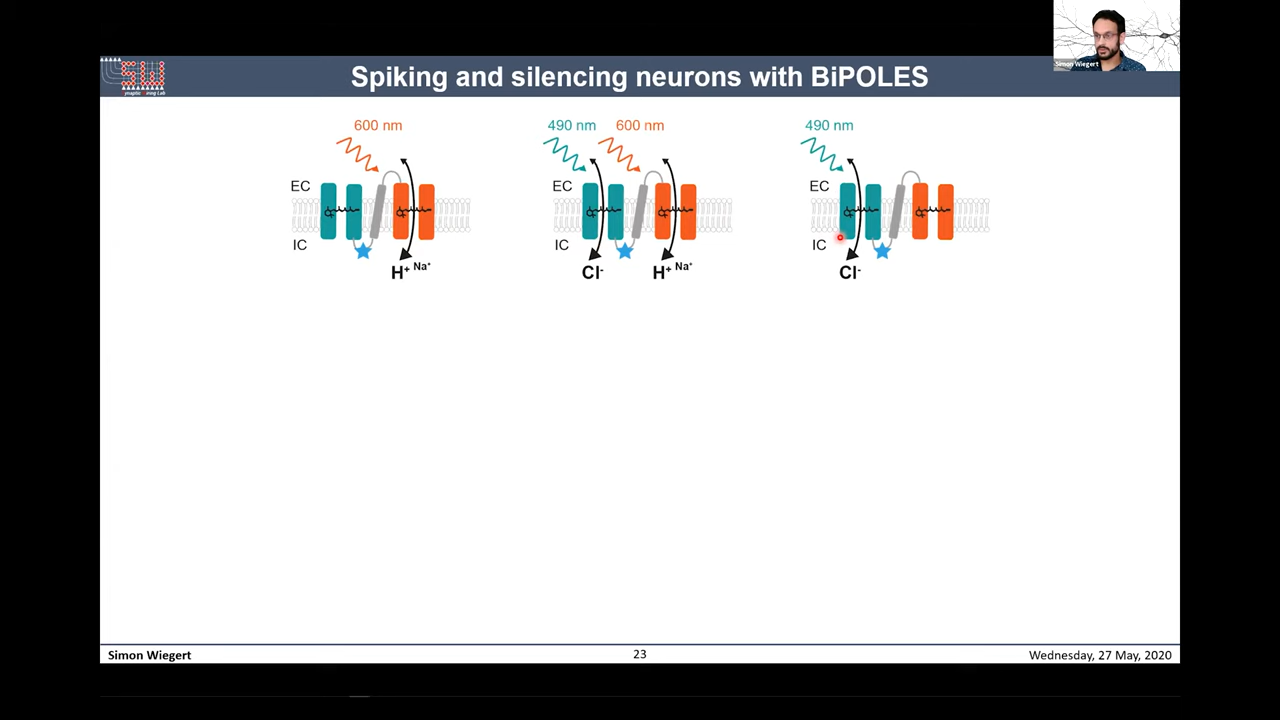 Simon Wiegert
Spiking and silencing neurons with BiPOLES
600 nm
EC
IC
H⁺ Na⁺
490 nm 600 nm
EC
IC
Cl⁻ H⁺ Na⁺
490 nm
EC
IC
Cl⁻
Simon Wiegert
23
Wednesday, 27 May, 2020